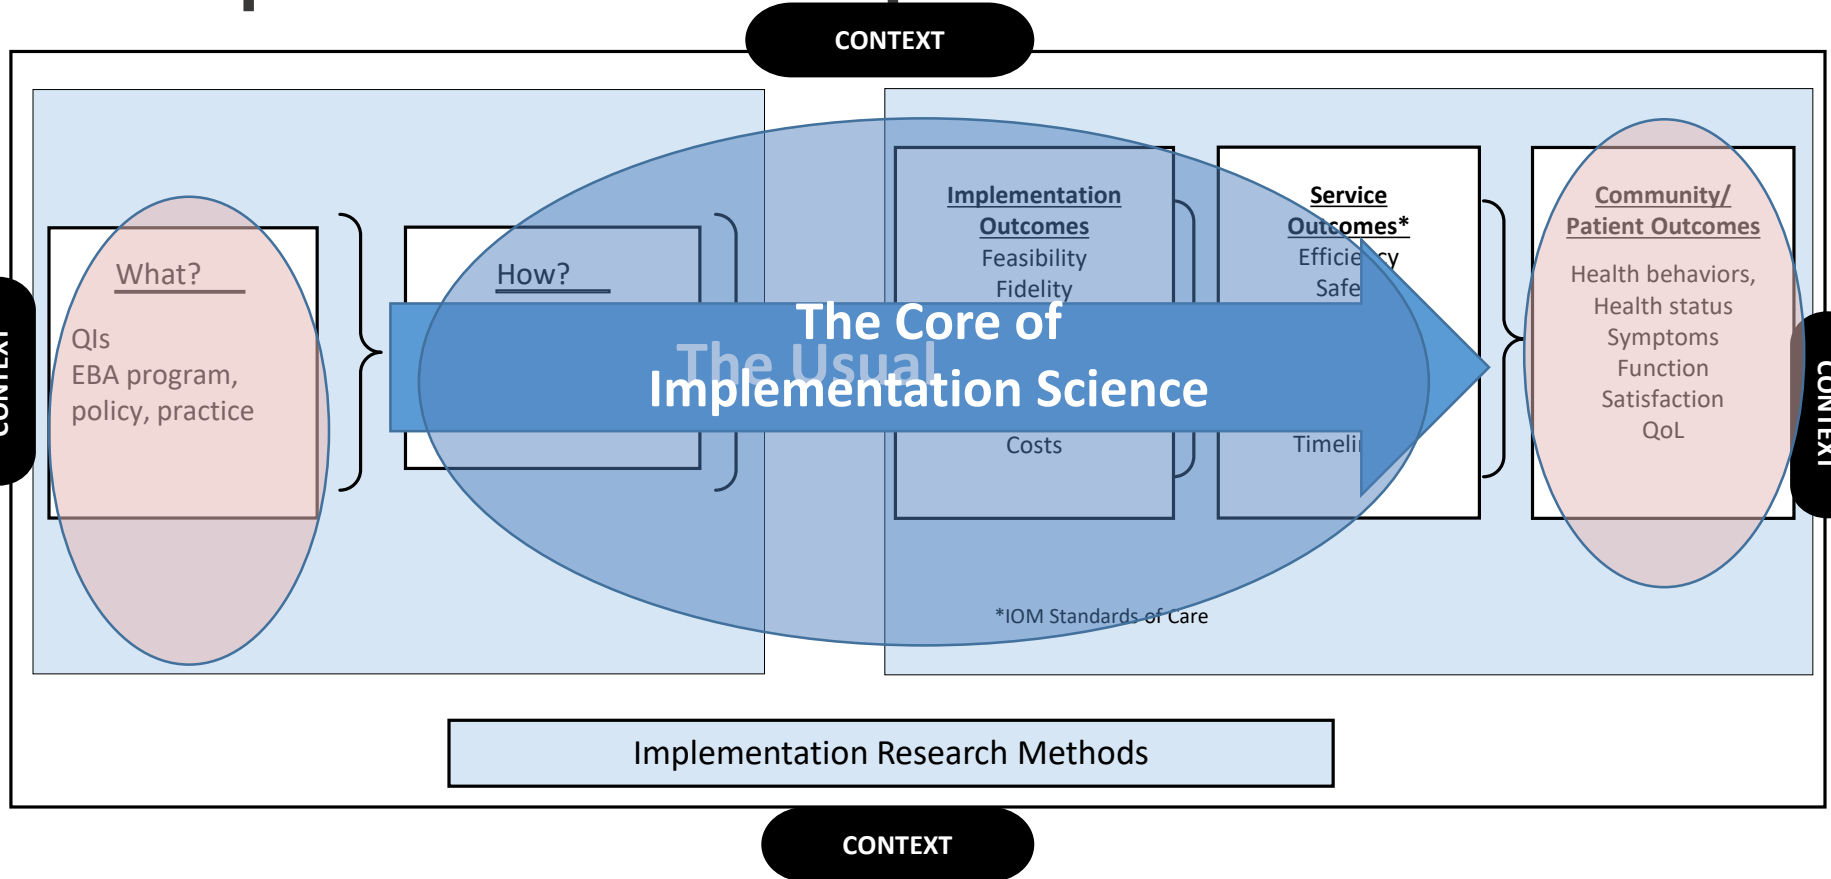 CONTEXT
What?
QIs
EBA program,
policy, practice
How?
Implementation
Outcomes
Feasibility
Fidelity
Costs
Service
Outcomes*
Community/
Patient Outcomes
Health behaviors,
Health status
Symptoms
Function
Satisfaction
QoL
The Usual
The Core of
Implementation Science
*IOM Standards of Care
CONTEXT
CONTEXT
Implementation Research Methods
CONTEXT